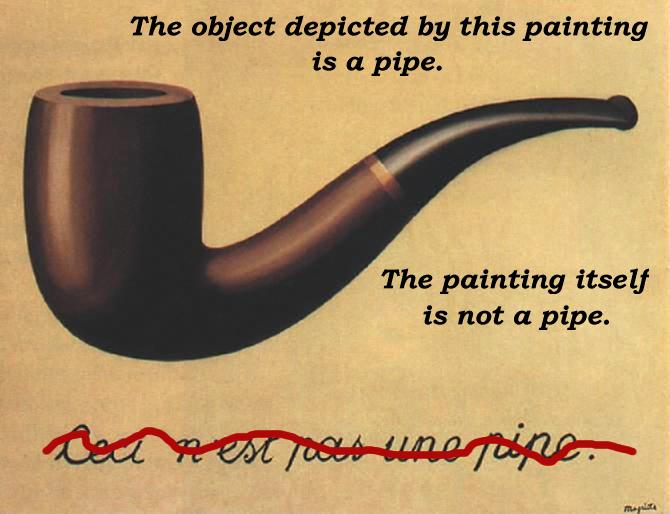 The object depicted by this painting
is a pipe.
The painting itself
is not a pipe.
Ceci n'est pas une pipe.
Magritte